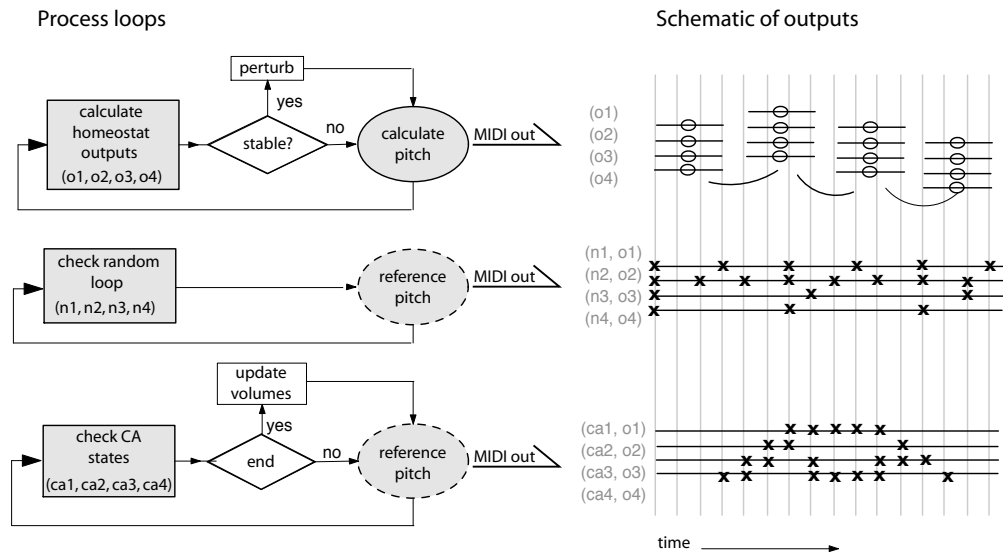 Process loops
Schematic of outputs
perturb
yes
calculate
homeostat
outputs
(o1, o2, o3, o4)
stable?
no
calculate
pitch
MIDI out
(o1)
(o2)
(o3)
(o4)
check random
loop
(n1, n2, n3, n4)
reference
pitch
MIDI out
(n1, o1)
(n2, o2)
(n3, o3)
(n4, o4)
update
volumes
yes
check CA
states
(ca1, ca2, ca3, ca4)
end
no
reference
pitch
MIDI out
(ca1, o1)
(ca2, o2)
(ca3, o3)
(ca4, o4)
time